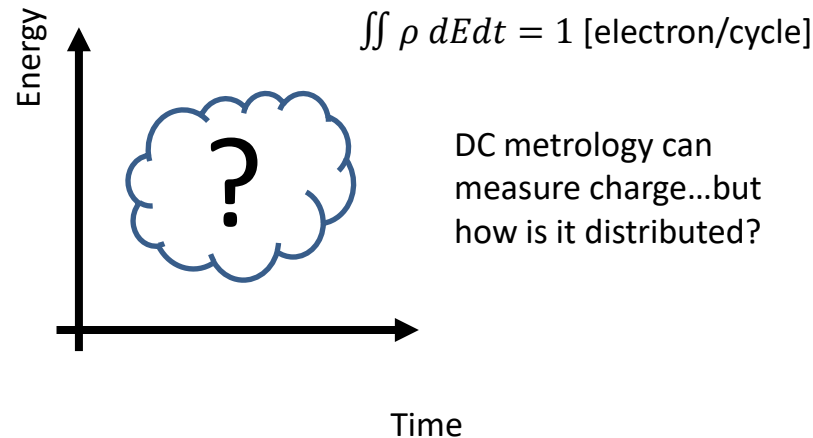 Energy
∬ ρ dEdt = 1 [electron/cycle]
?
DC metrology can
measure charge...but
how is it distributed?
Time